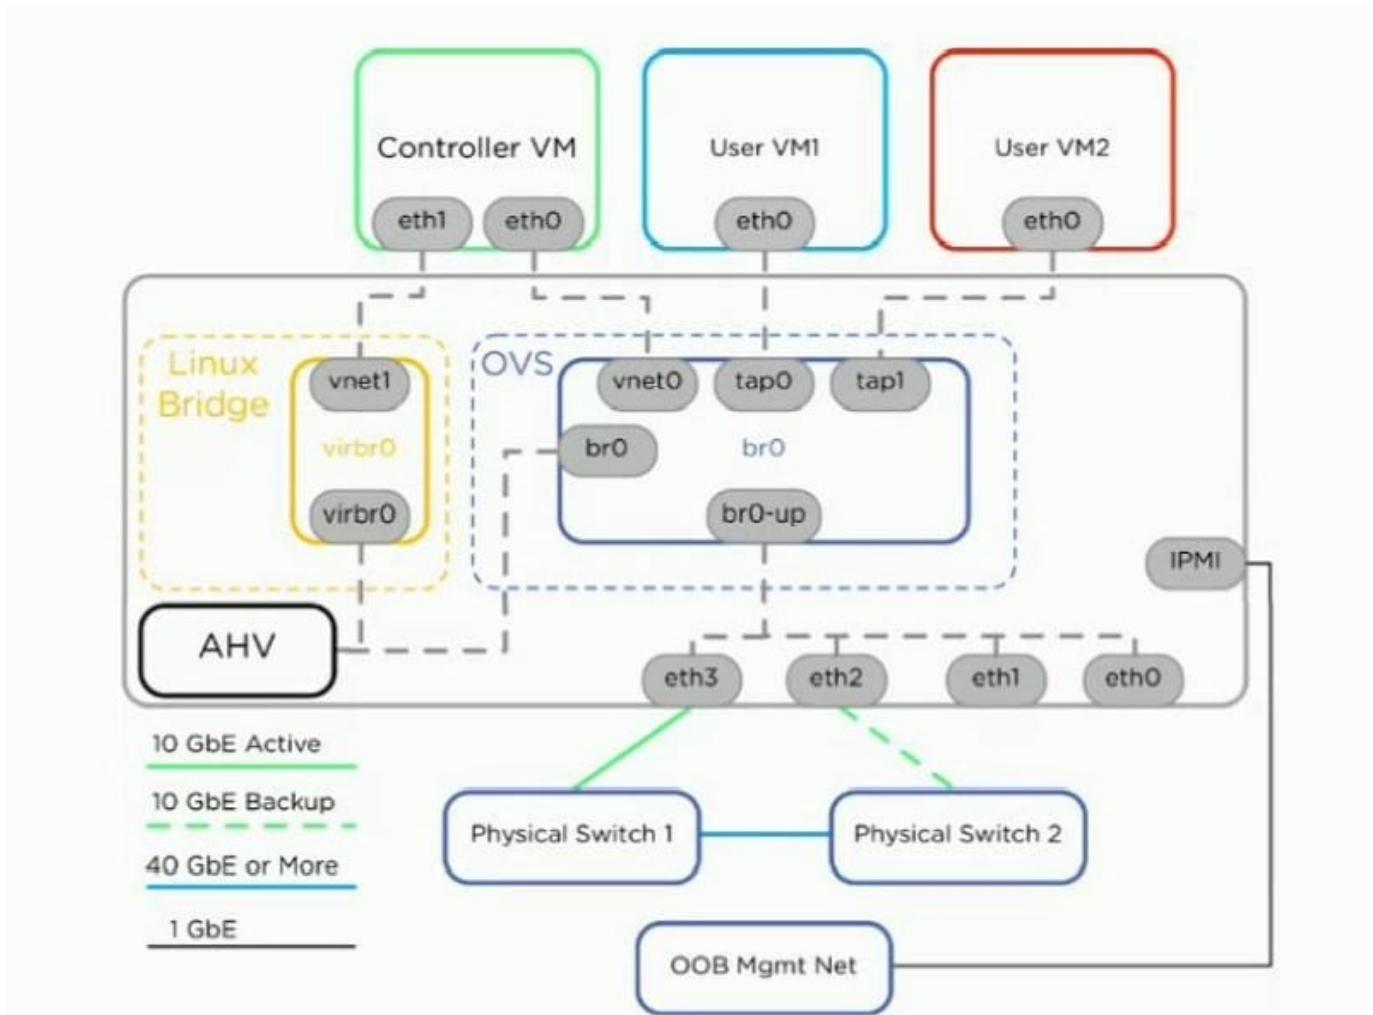 Controller VM
User VM1
User VM2
eth1
eth0
eth0
eth0
Linux
Bridge
OVS
vnet1
vnet0
tap0
tap1
virbr0
br0
br0
virbr0
br0-up
IPMI
AHV
eth3
eth2
eth1
eth0
10 GbE Active
10 GbE Backup
40 GbE or More
1 GbE
Physical Switch 1
Physical Switch 2
OOB Mgmt Net